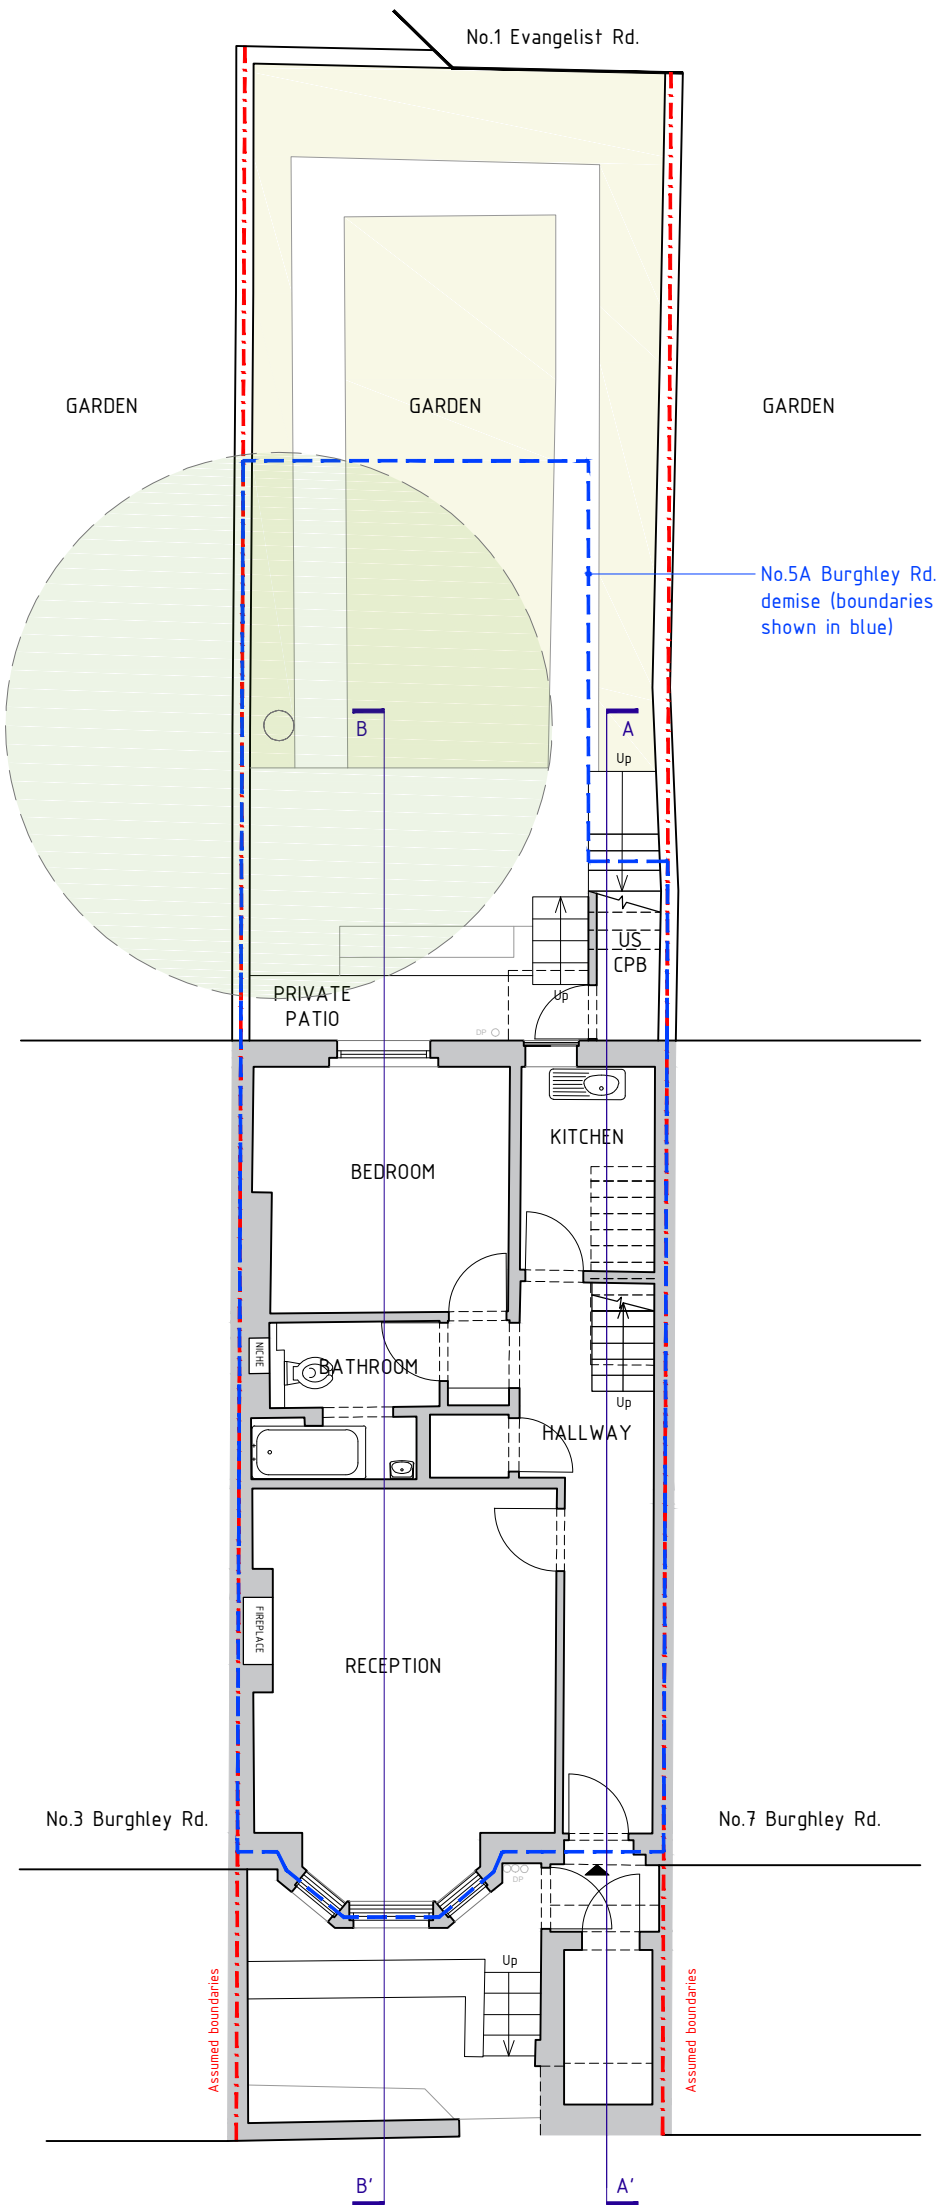 No.1 Evangelist Rd.
GARDEN
GARDEN
GARDEN
No.5A Burghley Rd.
demise (boundaries
shown in blue)
B
A
Up
US
CPB
PRIVATE
PATIO
Up
DP
KITCHEN
BEDROOM
NICHE
BATHROOM
Up
HALLWAY
FIREPLACE
RECEPTION
No.3 Burghley Rd.
No.7 Burghley Rd.
DP
Up
Assumed boundaries
Assumed boundaries
B'
A'